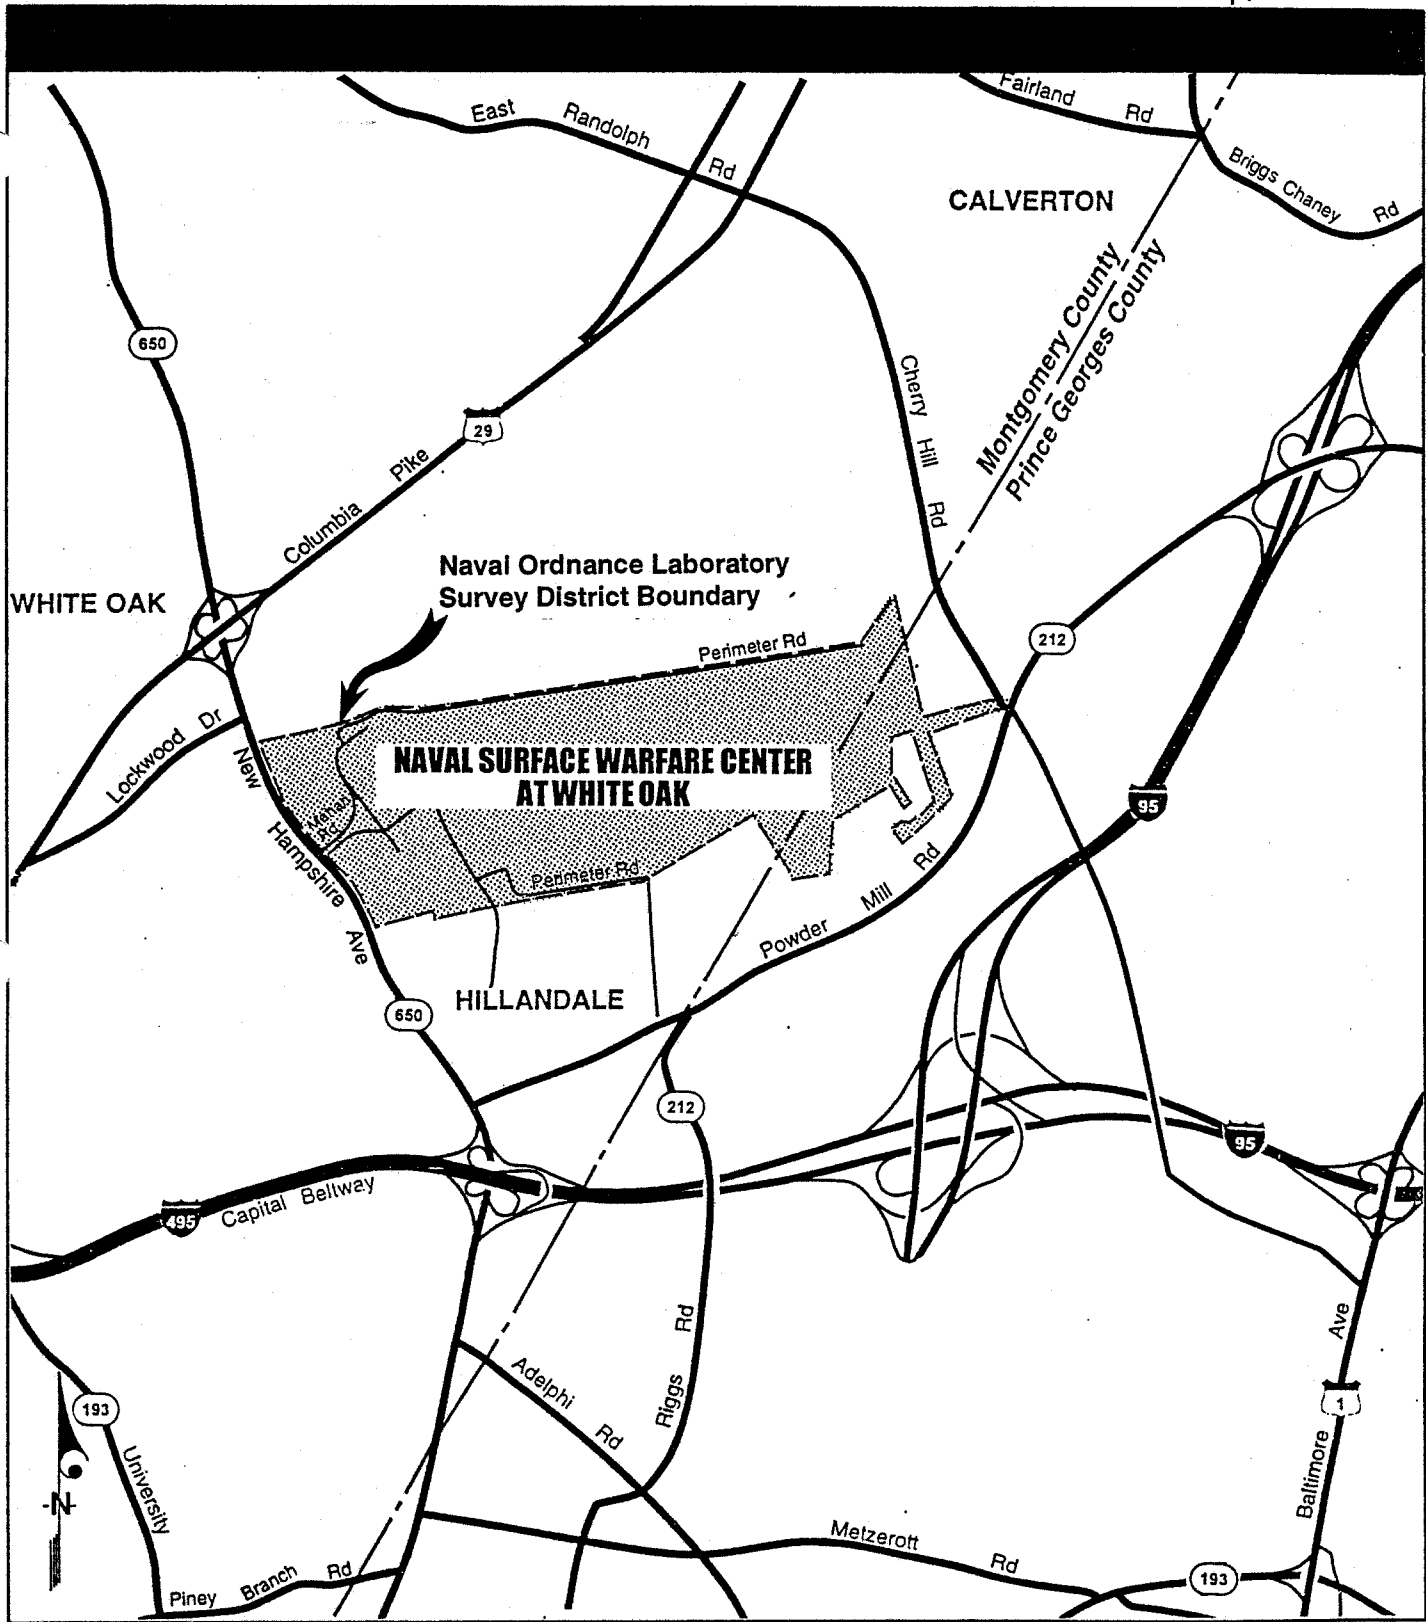 East Randolph Rd
Fairland Rd
Briggs Chaney Rd
CALVERTON
Montgomery County
Prince Georges County
650
29
Columbia Pike
Cherry Hill Rd
WHITE OAK
Naval Ordnance Laboratory
Survey District Boundary
212
Perimeter Rd
Lockwood Dr
New Hampshire Ave
NAVAL SURFACE WARFARE CENTER
AT WHITE OAK
Mahan
Rd
95
Perimeter Rd
Powder Mill Rd
HILLANDALE
650
212
95
495
Capital Beltway
Riggs Rd
Adelphi Rd
193
University
-N-
Piney Branch Rd
Metzerott Rd
193
1
Baltimore Ave